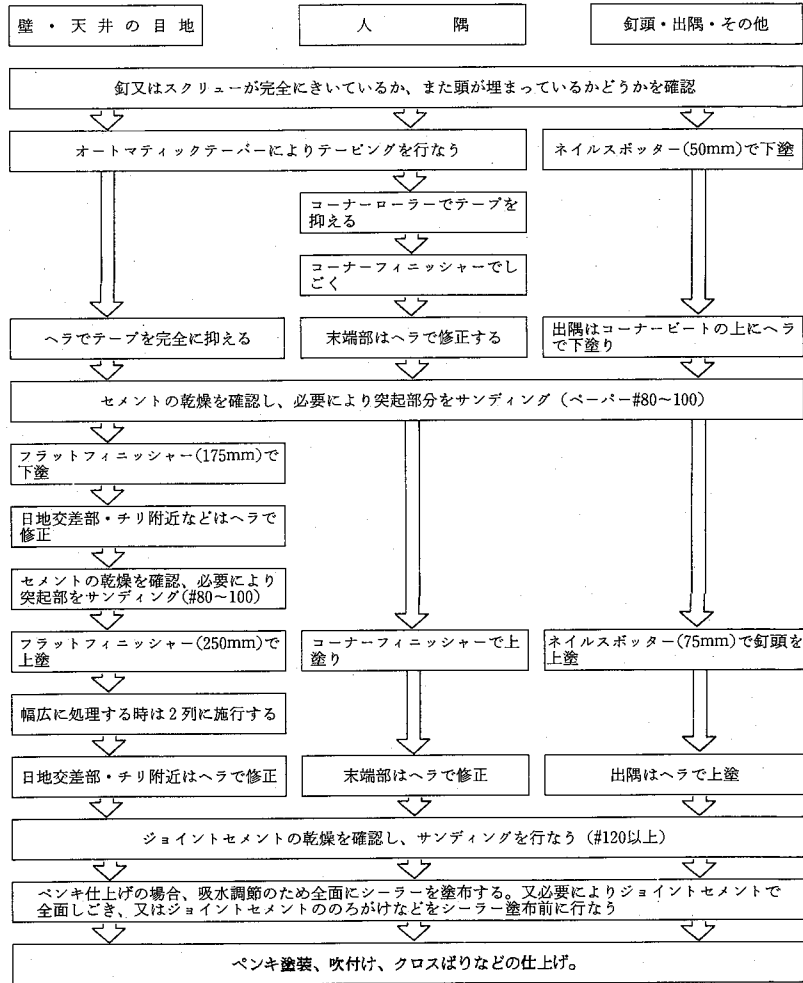 壁・天井の目地
人 隅
釘頭・出隅・その他
釘又はスクリューが完全にきいているか、また頭が埋まっているかどうかを確認
オートマティックテーパーによりテーピングを行なう
ネイルスポッター(50mm)で下塗
コーナーローラーでテープを
抑える
コーナーフィニッシャーでし
ごく
ヘラでテープを完全に抑える
末端部はヘラで修正する
出隅はコーナービートの上にヘラ
で下塗り
セメントの乾燥を確認し、必要により突起部分をサンディング(ペーパー#80〜100)
フラットフィニッシャー(175mm)で
下塗
日地交差部・チリ附近などはヘラで
修正
セメントの乾燥を確認、必要により
突起部をサンディング(#80〜100)
フラットフィニッシャー(250mm)で
上塗
コーナーフィニッシャーで上
塗り
ネイルスポッター(75mm)で釘頭を
上塗
幅広に処理する時は2列に施行する
日地交差部・チリ附近はヘラで修正
末端部はヘラで修正
出隅はヘラで上塗
ジョイントセメントの乾燥を確認し、サンディングを行なう(#120以上)
ペンキ仕上げの場合、吸水調節のため全面にシーラーを塗布する。又必要によりジョイントセメントで
全面しごき、又はジョイントセメントののろがけなどをシーラー塗布前に行なう
ペンキ塗装、吹付け、クロスばりなどの仕上げ。